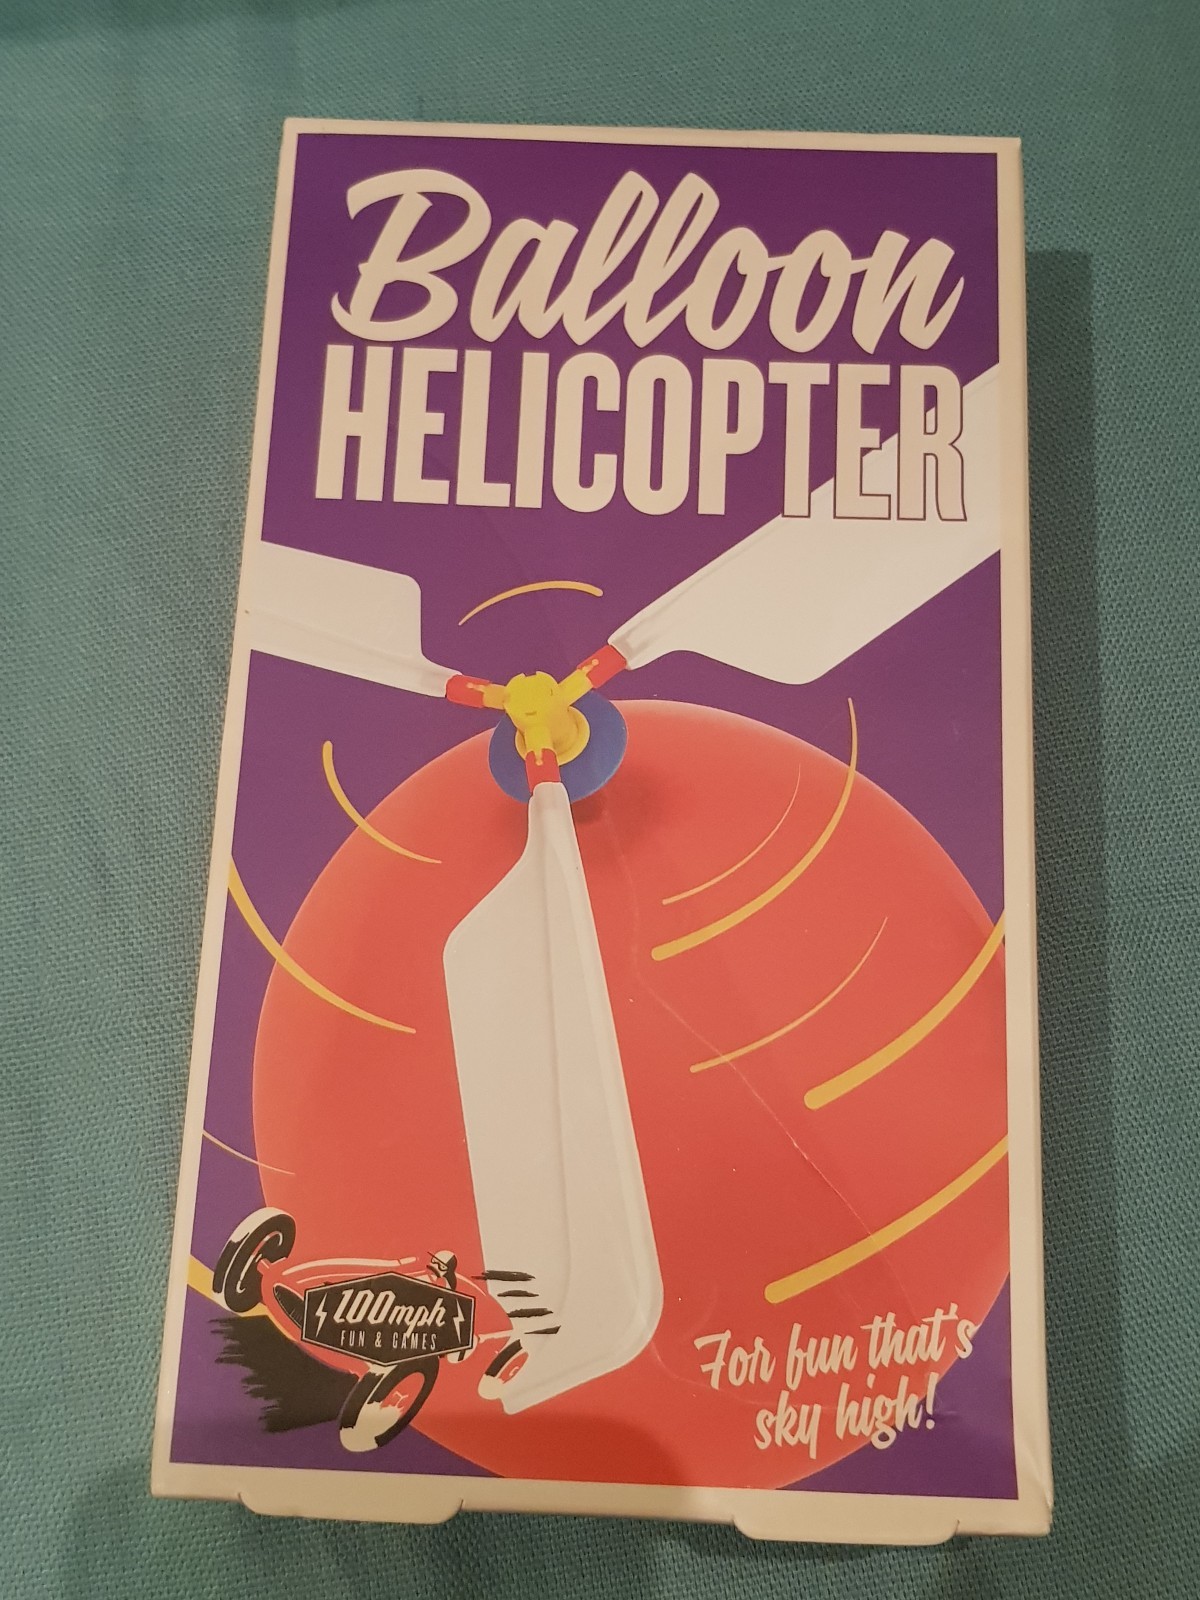 Balloon
HELICOPTER
100mph
FUN & GAMES
For fun that's
sky high!